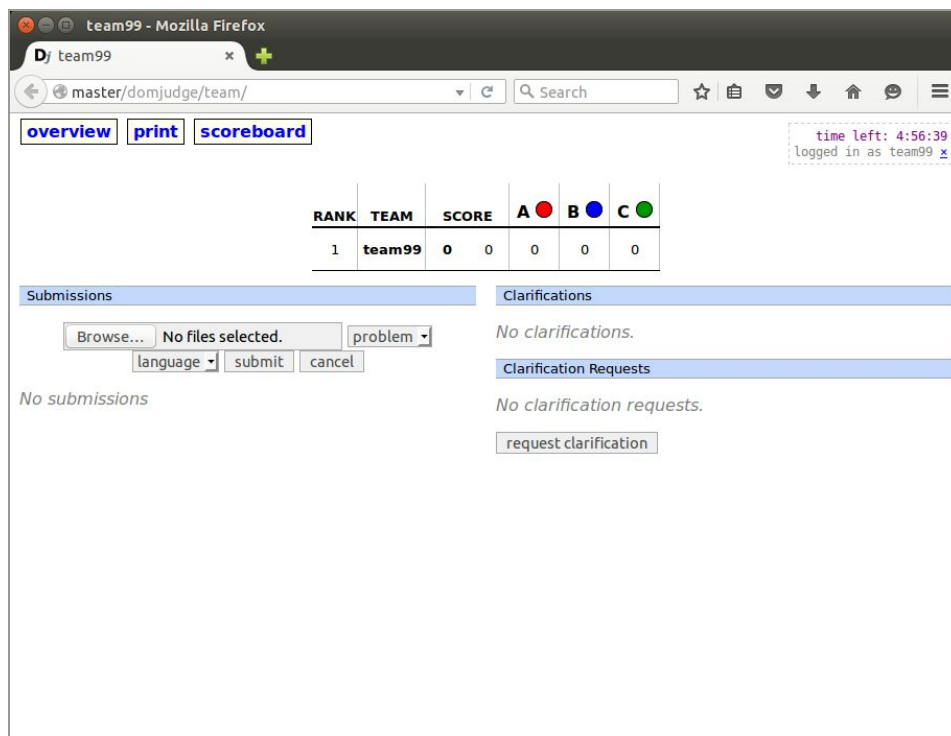 team99 - Mozilla Firefox
Dj team99 ×
master/domjudge/team/ Search
overview print scoreboard
time left: 4:56:39
logged in as team99 ×
RANK TEAM SCORE A B C
1 team99 0 0 0 0 0
Submissions
Browse... No files selected. problem
language submit cancel
No submissions
Clarifications
No clarifications.
Clarification Requests
No clarification requests.
request clarification